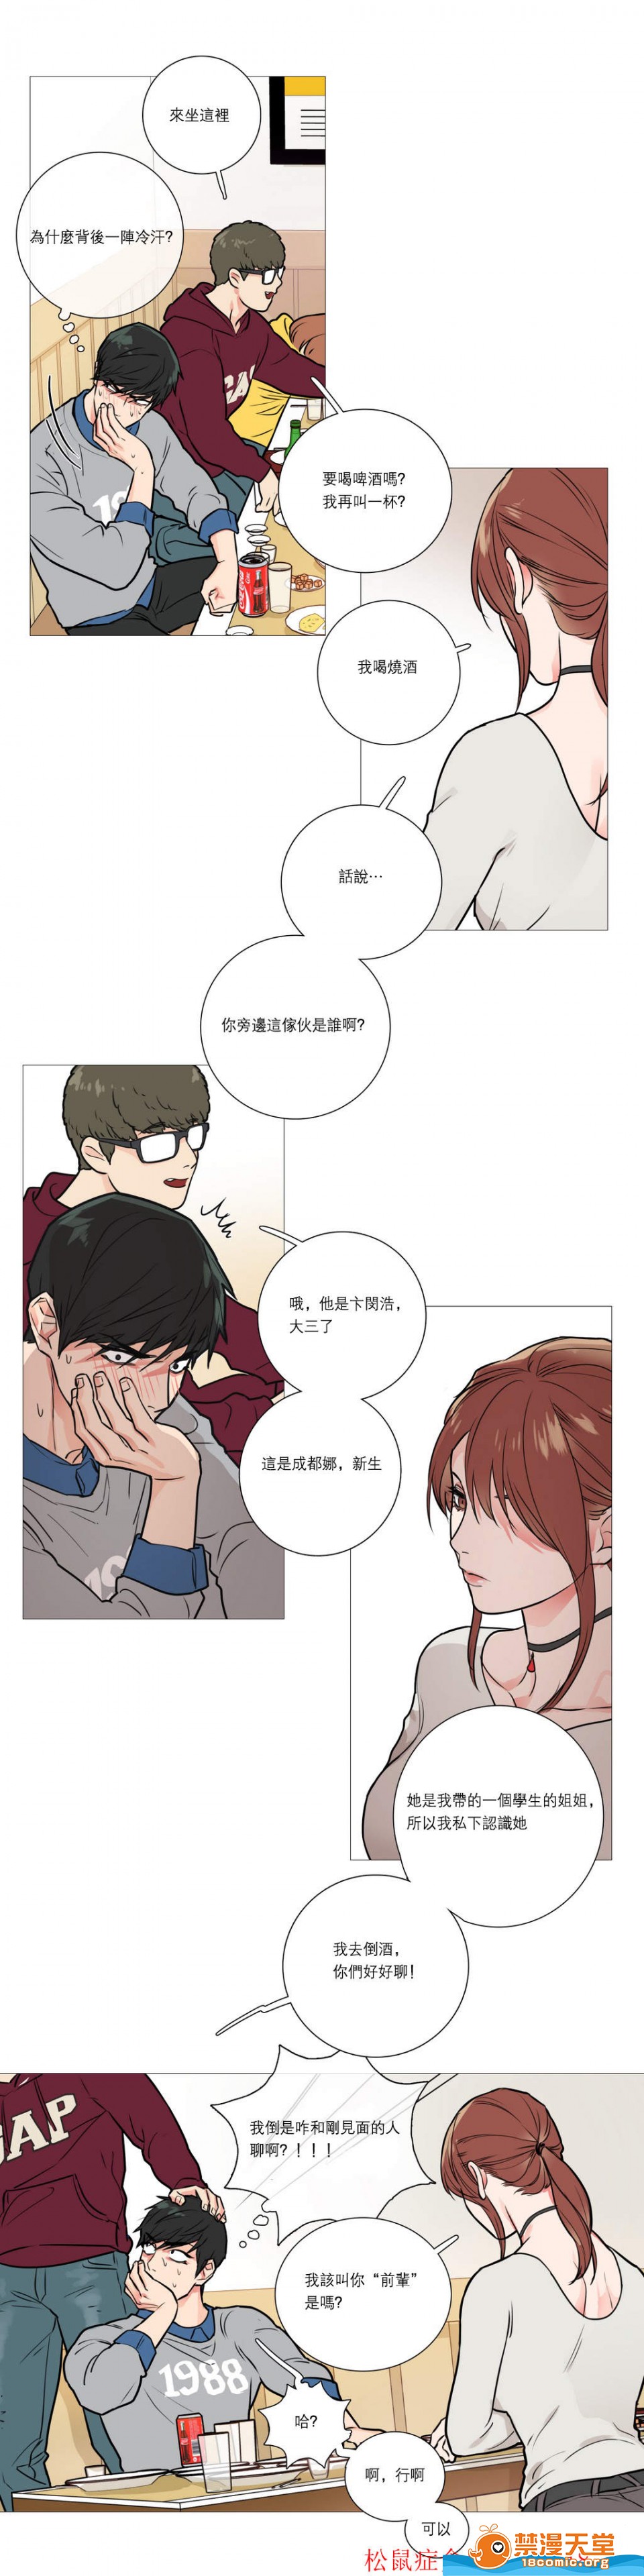 來坐這裡
為什麼背後一陣冷汗?
要喝啤酒嗎?
我再叫一杯?
我喝燒酒
話說…
你旁邊這傢伙是誰啊?
哦，他是卞閔浩，
大三了
這是成都娜，新生
她是我帶的一個學生的姐姐，
所以我私下認識她
我去倒酒，
你們好好聊!
GAP
我倒是咋和剛見面的人
聊啊?!!!
我該叫你“前輩”
是嗎?
1988
哈?
啊，行啊
可以
松鼠症
禁漫天堂
18comic.org